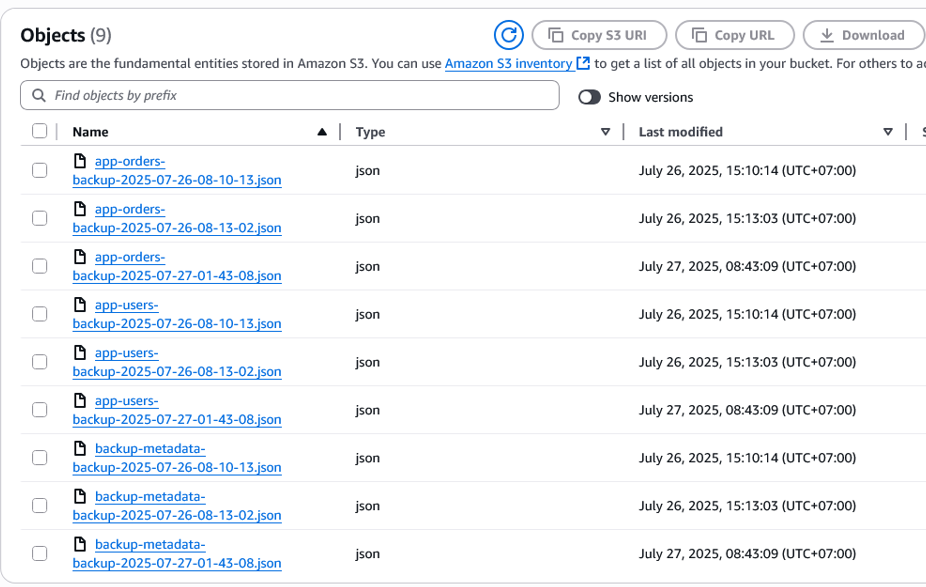 Objects (9)
Copy S3 URI
Copy URL
Download
Objects are the fundamental entities stored in Amazon S3. You can use Amazon S3 inventory to get a list of all objects in your bucket. For others to
Find objects by prefix
Show versions
Name
Type
Last modified
app-orders-
backup-2025-07-26-08-10-13.json
json
July 26, 2025, 15:10:14 (UTC+07:00)
app-orders-
backup-2025-07-26-08-13-02.json
json
July 26, 2025, 15:13:03 (UTC+07:00)
app-orders-
backup-2025-07-27-01-43-08.json
json
July 27, 2025, 08:43:09 (UTC+07:00)
app-users-
backup-2025-07-26-08-10-13.json
json
July 26, 2025, 15:10:14 (UTC+07:00)
app-users-
backup-2025-07-26-08-13-02.json
json
July 26, 2025, 15:13:03 (UTC+07:00)
app-users-
backup-2025-07-27-01-43-08.json
json
July 27, 2025, 08:43:09 (UTC+07:00)
backup-metadata-
backup-2025-07-26-08-10-13.json
json
July 26, 2025, 15:10:14 (UTC+07:00)
backup-metadata-
backup-2025-07-26-08-13-02.json
json
July 26, 2025, 15:13:03 (UTC+07:00)
backup-metadata-
backup-2025-07-27-01-43-08.json
json
July 27, 2025, 08:43:09 (UTC+07:00)